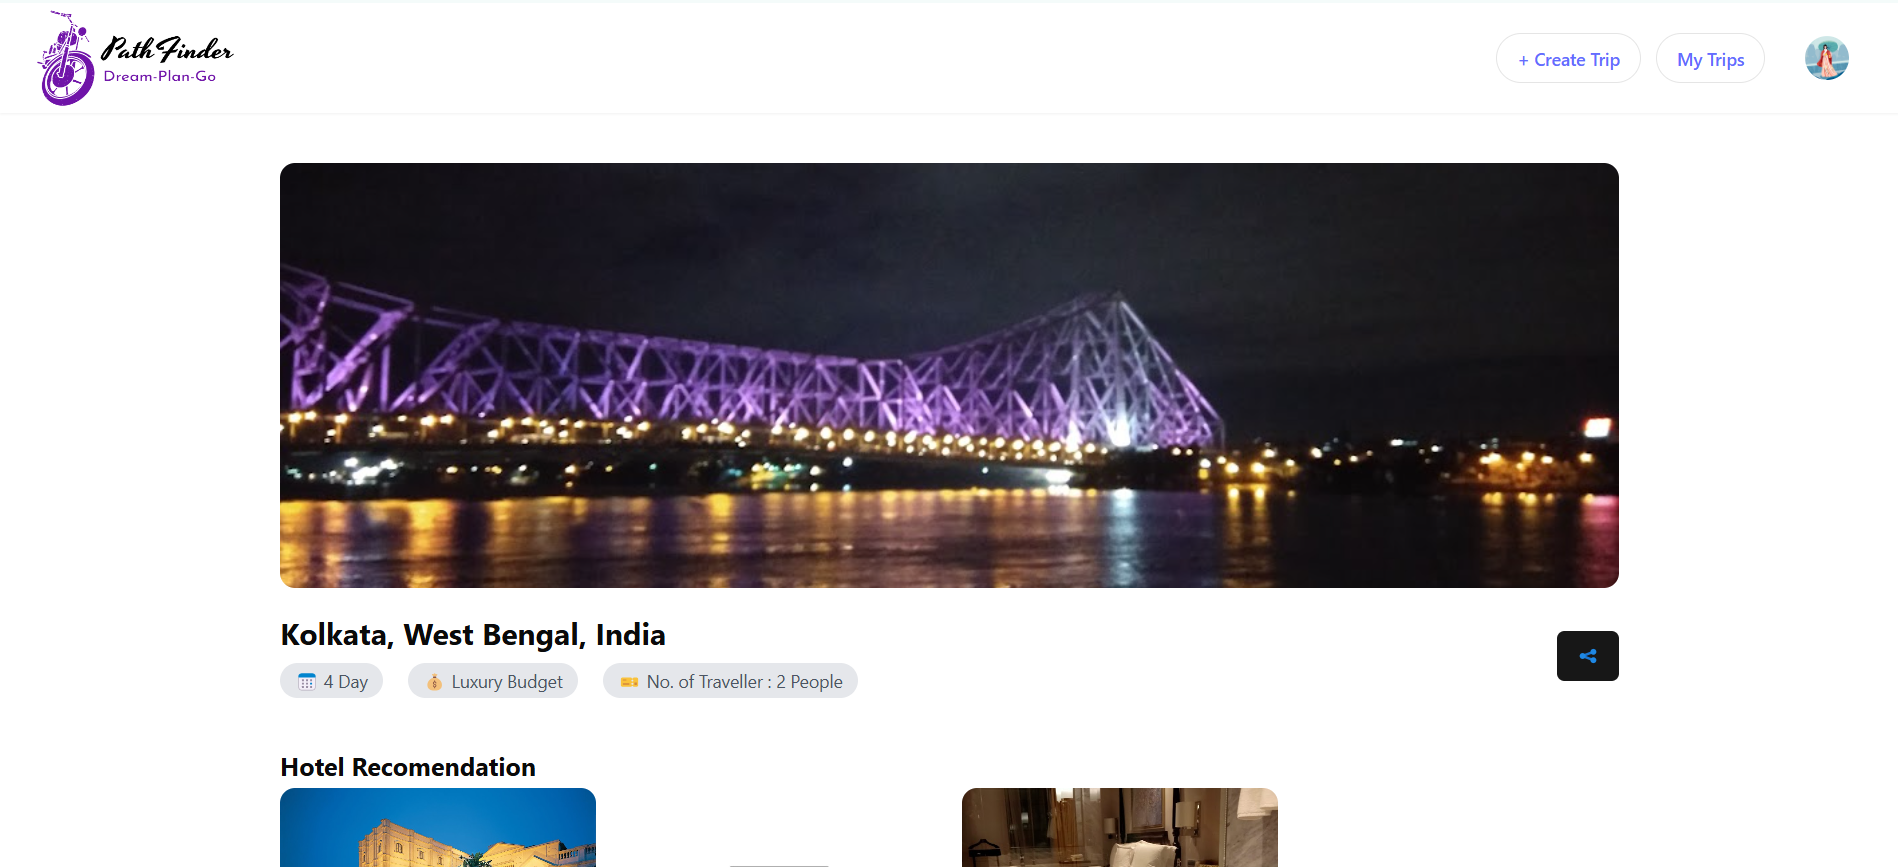 Path Finder
Dream-Plan-Go
+ Create Trip
My Trips
Kolkata, West Bengal, India
4 Day
Luxury Budget
No. of Traveller : 2 People
Hotel Recomendation